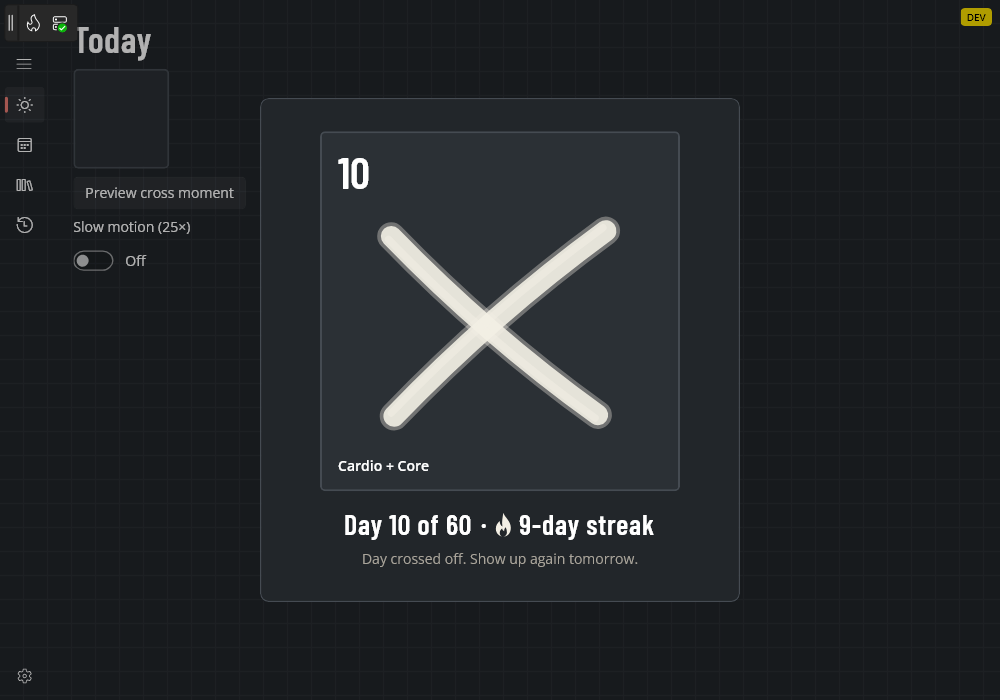 DEV
Today
Preview cross moment
Slow motion (25×)
Off
10
Cardio + Core
Day 10 of 60 · 9-day streak
Day crossed off. Show up again tomorrow.